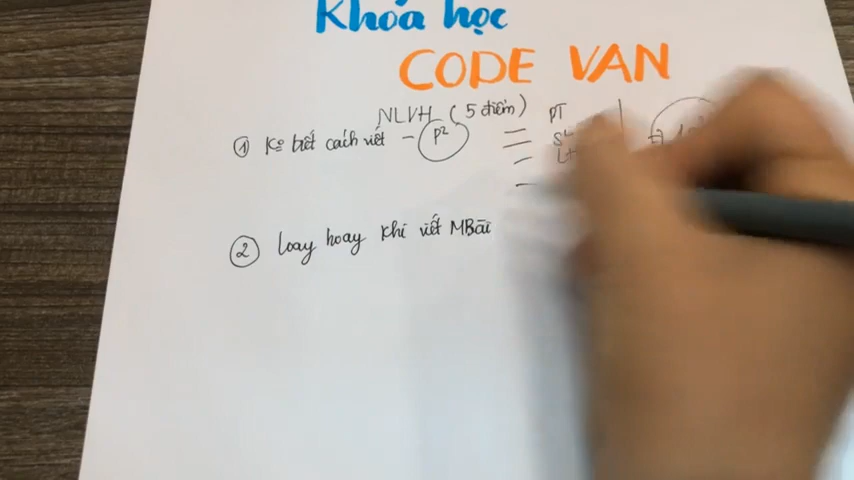 Khóa học
CODE VAN
NLVH (5 điểm) PT
① Ko biết cách viết - P²
② Loay hoay khi viết MBài